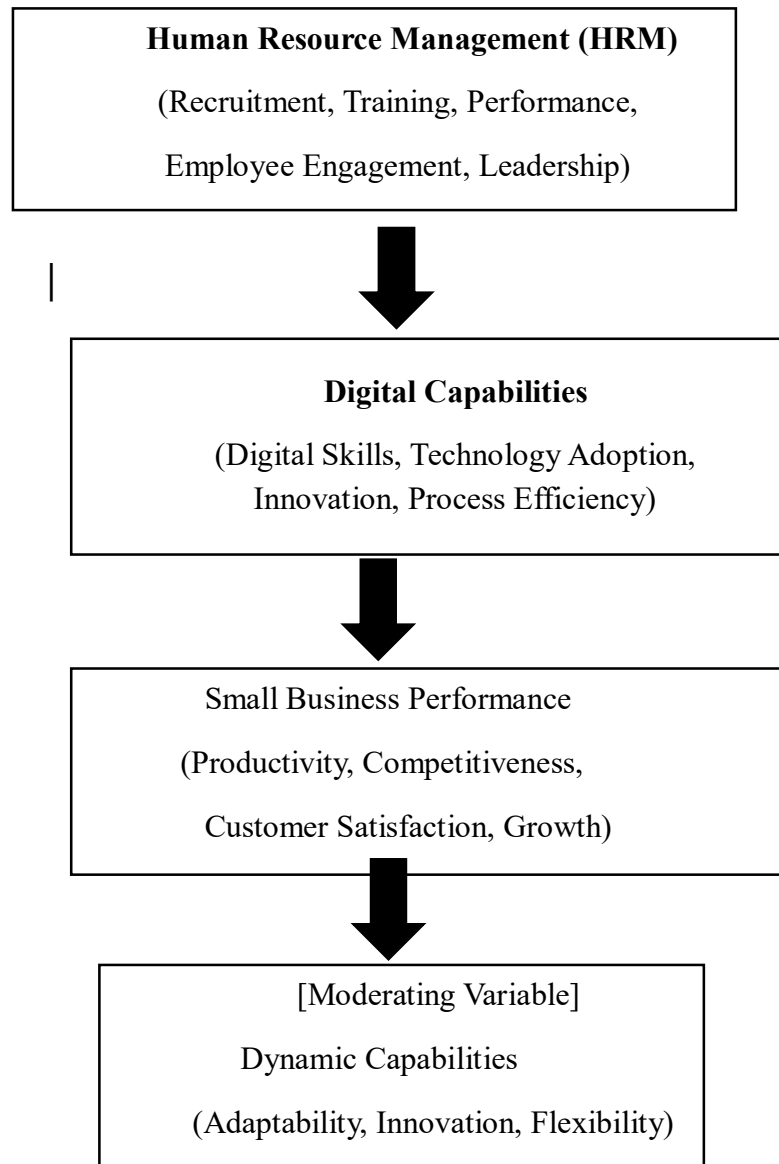 Human Resource Management (HRM)
(Recruitment, Training, Performance,
Employee Engagement, Leadership)
|
Digital Capabilities
(Digital Skills, Technology Adoption,
Innovation, Process Efficiency)
Small Business Performance
(Productivity, Competitiveness,
Customer Satisfaction, Growth)
[Moderating Variable]
Dynamic Capabilities
(Adaptability, Innovation, Flexibility)